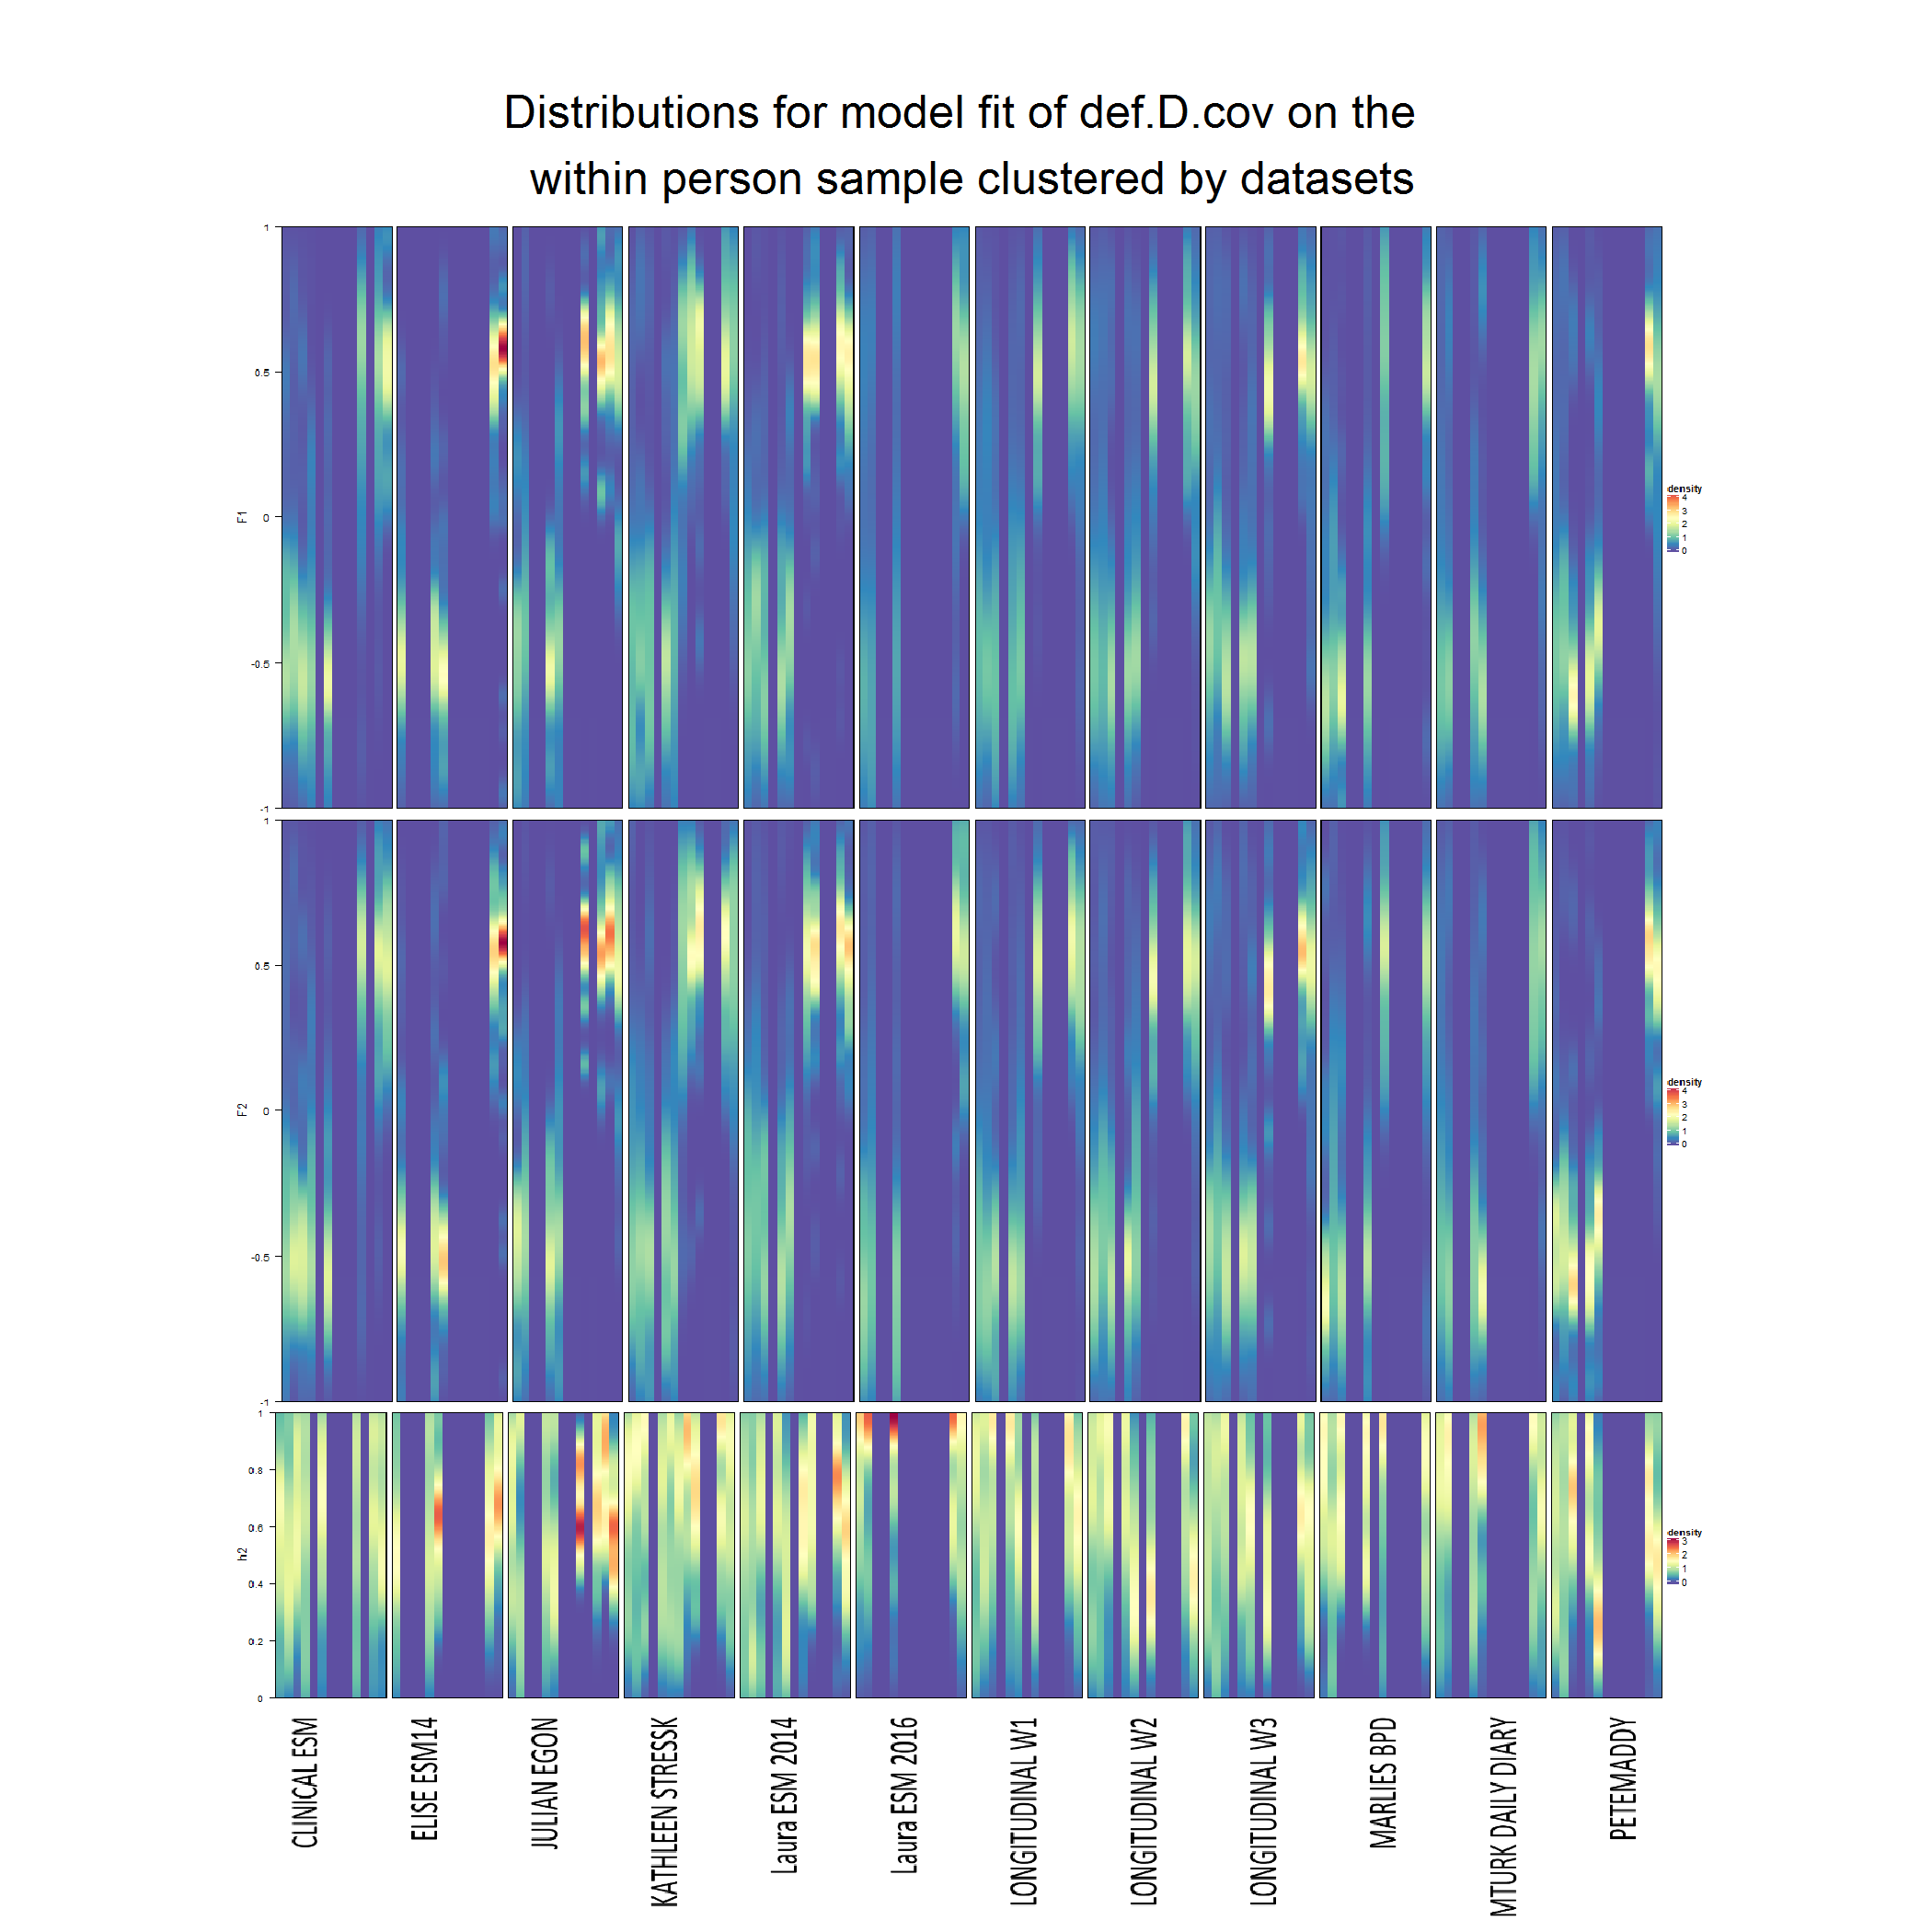 Distributions for model fit of def.D.cov on the
within person sample clustered by datasets
1
0.5
0
-0.5
-1
F1
density
4
3
2
1
0
1
0.5
0
-0.5
-1
F2
density
4
3
2
1
0
1
0.8
0.6
0.4
0.2
0
h2
density
3
2
1
0
CLINICAL ESM
ELISE ESM14
JULIAN EGON
KATHLEEN STRESSK
Laura ESM 2014
Laura ESM 2016
LONGITUDINAL W1
LONGITUDINAL W2
LONGITUDINAL W3
MARLIES BPD
MTURK DAILY DIARY
PETEMADDY